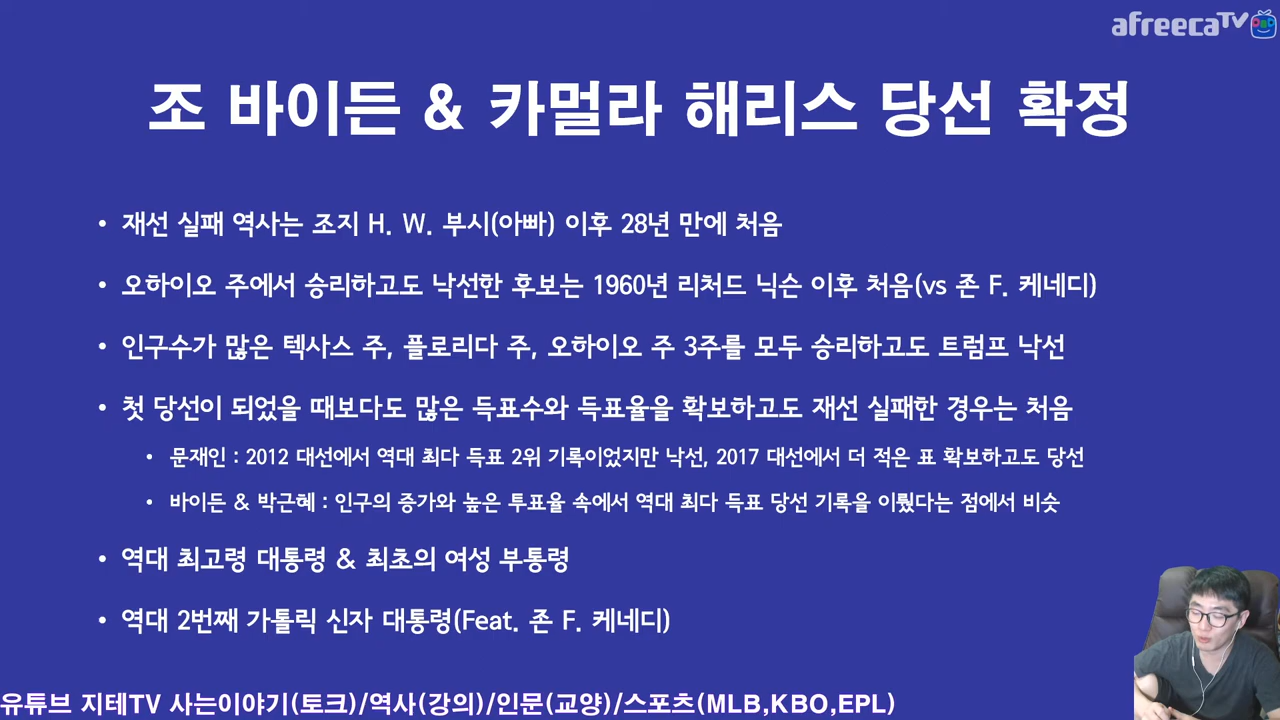 afreecaTV
조 바이든 & 카멀라 해리스 당선 확정
• 재선 실패 역사는 조지 H. W. 부시(아빠) 이후 28년 만에 처음
• 오하이오 주에서 승리하고도 낙선한 후보는 1960년 리처드 닉슨 이후 처음(vs 존 F. 케네디)
• 인구수가 많은 텍사스 주, 플로리다 주, 오하이오 주 3주를 모두 승리하고도 트럼프 낙선
• 첫 당선이 되었을 때보다도 많은 득표수와 득표율을 확보하고도 재선 실패한 경우는 처음
• 문재인 : 2012 대선에서 역대 최다 득표 2위 기록이었지만 낙선, 2017 대선에서 더 적은 표 확보하고도 당선
• 바이든 & 박근혜 : 인구의 증가와 높은 투표율 속에서 역대 최다 득표 당선 기록을 이뤘다는 점에서 비슷
• 역대 최고령 대통령 & 최초의 여성 부통령
• 역대 2번째 가톨릭 신자 대통령(Feat. 존 F. 케네디)
유튜브 지테TV 사는이야기(토크)/역사(강의)/인문(교양)/스포츠(MLB,KBO,EPL)